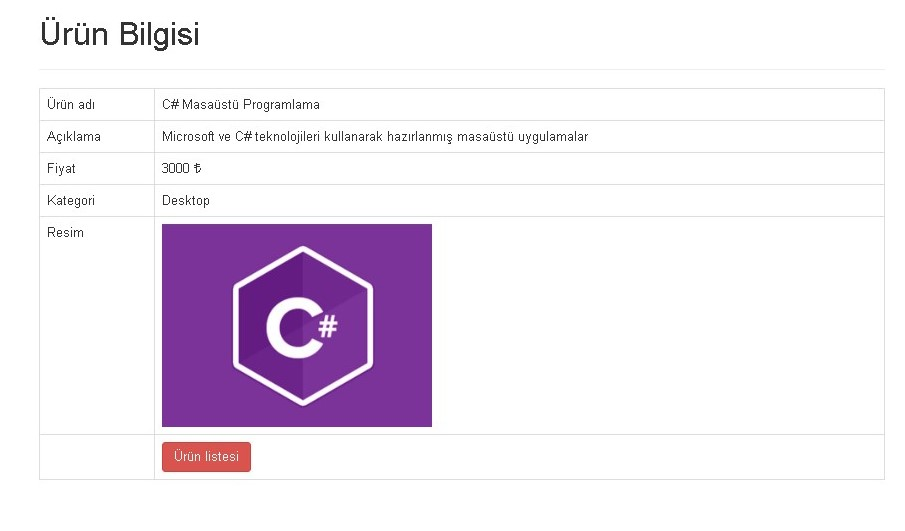 Ürün Bilgisi
Ürün adı C# Masaüstü Programlama
Açıklama Microsoft ve C# teknolojileri kullanarak hazırlanmış masaüstü uygulamalar
Fiyat 3000 ₺
Kategori Desktop
Resim
C#
Ürün listesi